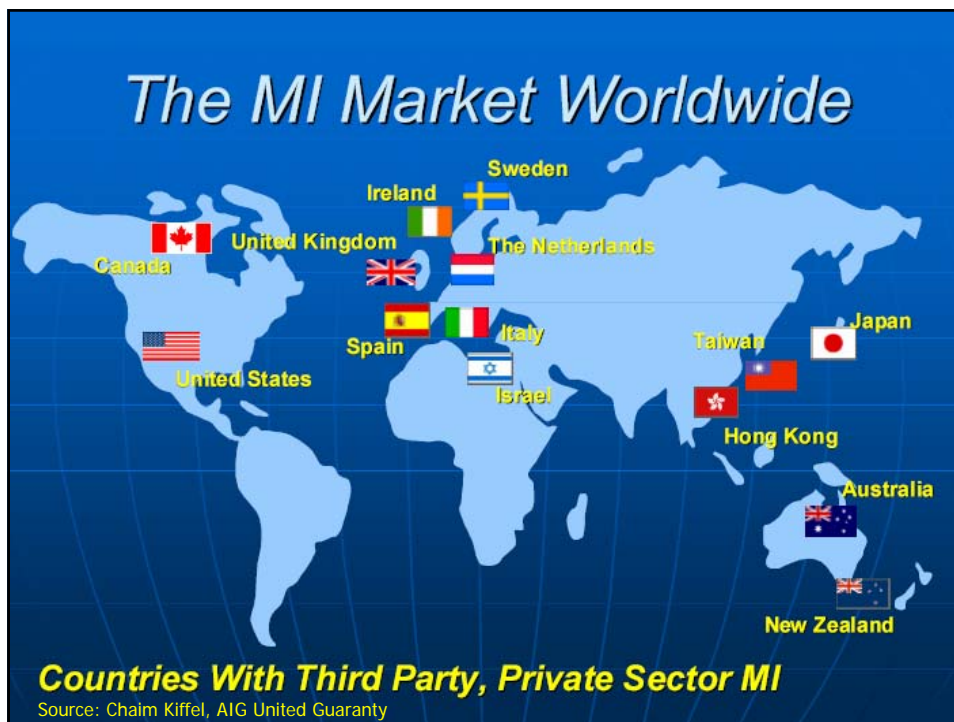 The MI Market Worldwide
Sweden
Ireland
United Kingdom
The Netherlands
Canada
Spain
Italy
Taiwan
Japan
United States
Israel
Hong Kong
Australia
New Zealand
Countries With Third Party, Private Sector MI
Source: Chaim Kiffel, AIG United Guaranty